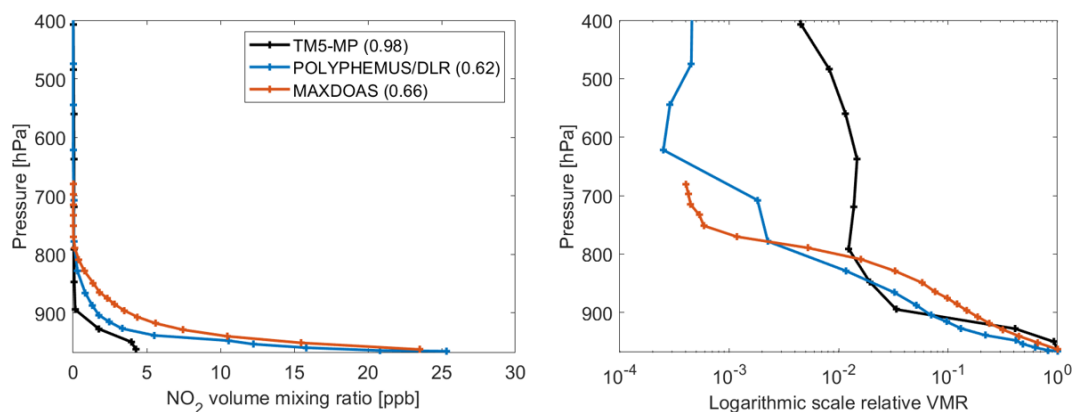 400
500
600
700
800
900
Pressure [hPa]
TM5-MP (0.98)
POLYPHEMUS/DLR (0.62)
MAXDOAS (0.66)
0 5 10 15 20 25 30
NO2 volume mixing ratio [ppb]
400
500
600
700
800
900
Pressure [hPa]
10-4 10-3 10-2 10-1 100
Logarithmic scale relative VMR